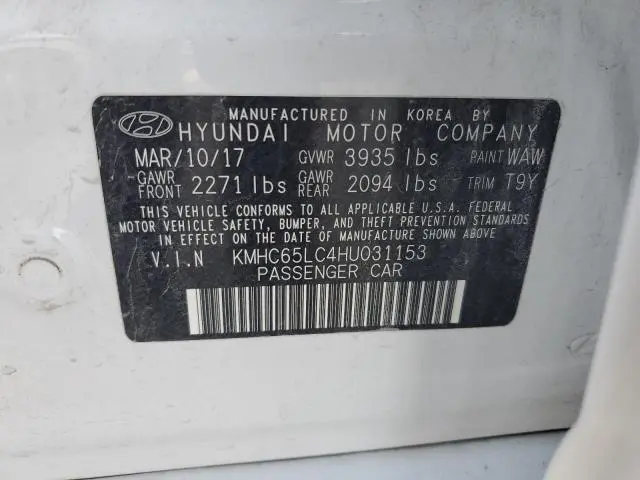 MANUFACTURED IN KOREA BY
HYUNDAI MOTOR COMPANY
MAR/10/17 GVWR 3935 lbs PAINT WAW
GAWR FRONT 2271 lbs GAWR REAR 2094 lbs TRIM T9Y
THIS VEHICLE CONFORMS TO ALL APPLICABLE U.S.A. FEDERAL
MOTOR VEHICLE SAFETY, BUMPER, AND THEFT PREVENTION STANDARDS
IN EFFECT ON THE DATE OF MANUFACTURE SHOWN ABOVE
V.I.N KMHC65LC4HU031153
PASSENGER CAR